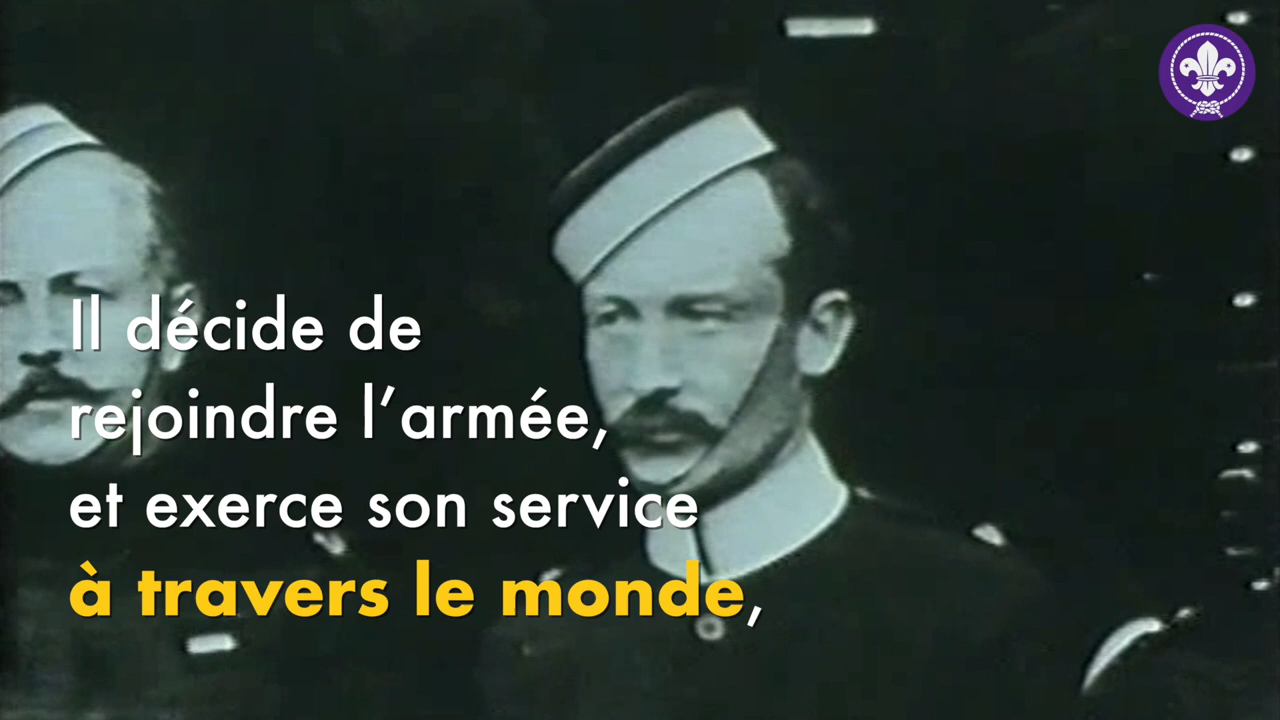 Il décide de
rejoindre l’armée,
et exerce son service
à travers le monde,